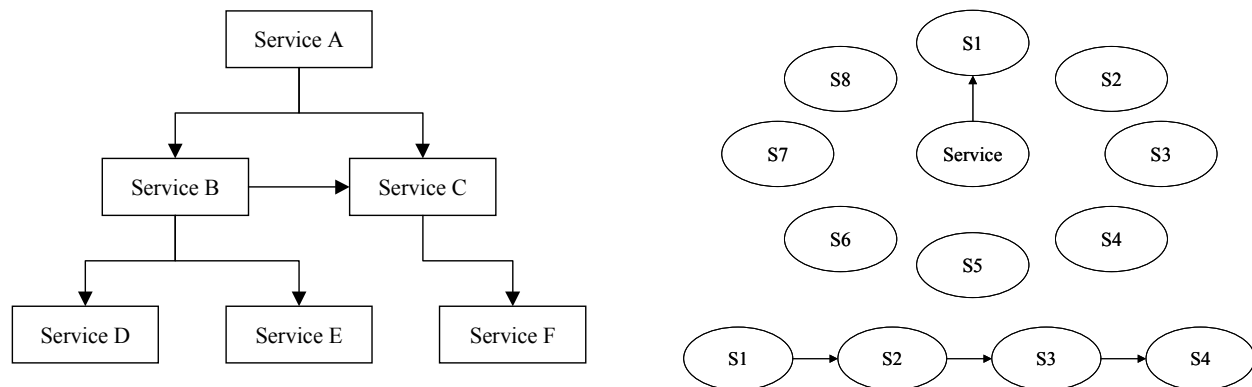 Service A
Service B
Service C
Service D
Service E
Service F
S1
S8
S2
S7
Service
S3
S6
S4
S5
S1
S2
S3
S4